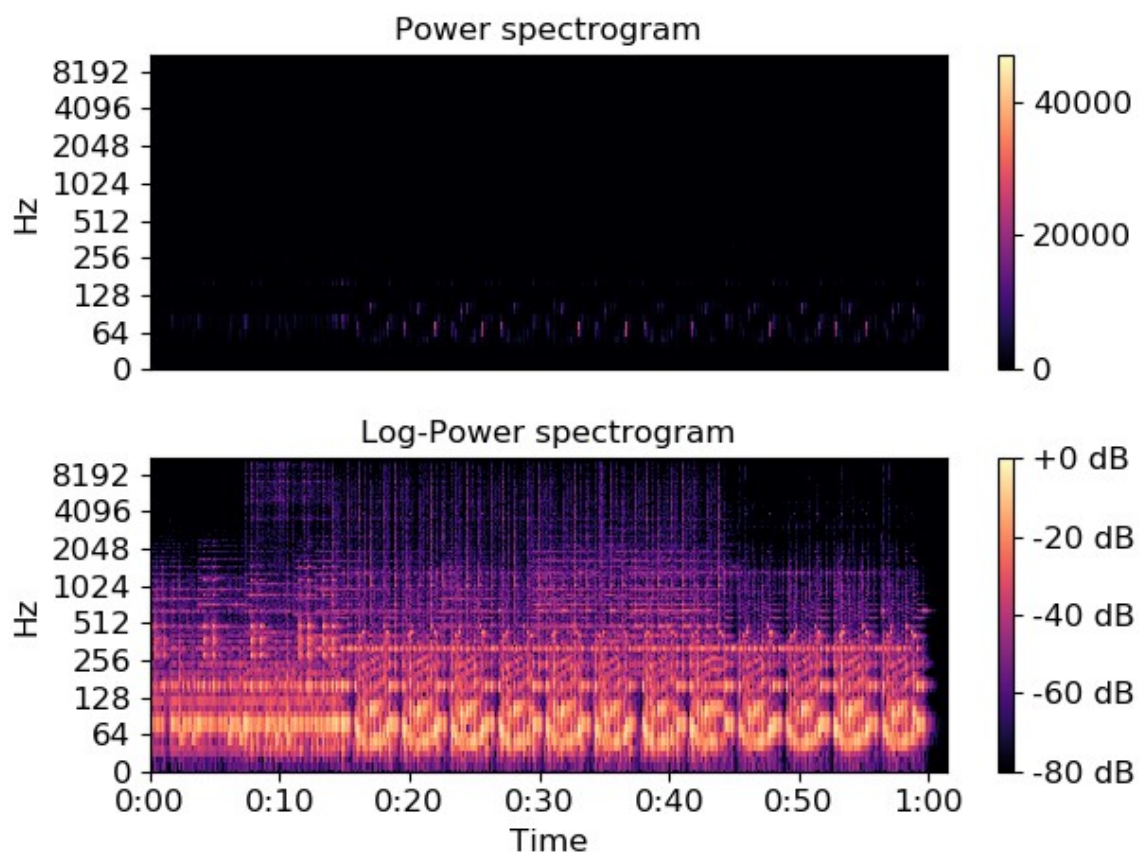 Power spectrogram
8192
4096
2048
1024
512
256
128
64
0
Hz
40000
20000
0
Log-Power spectrogram
8192
4096
2048
1024
512
256
128
64
0
Hz
+0 dB
-20 dB
-40 dB
-60 dB
-80 dB
0:00 0:10 0:20 0:30 0:40 0:50 1:00
Time